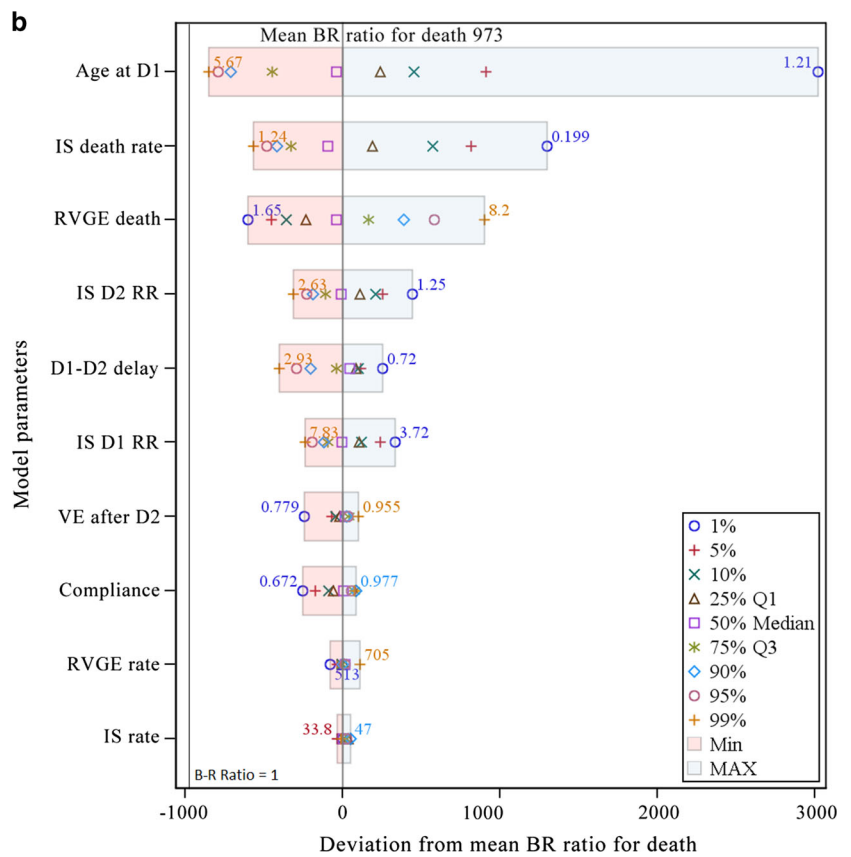 b
Mean BR ratio for death 973
Age at D1
5.67
1.21
IS death rate
1.24
0.199
RVGE death
1.65
8.2
IS D2 RR
2.63
1.25
D1-D2 delay
2.93
0.72
IS D1 RR
7.83
3.72
VE after D2
0.779
0.955
Compliance
0.672
0.977
RVGE rate
513
705
IS rate
33.8
47
Model parameters
1%
5%
10%
25% Q1
50% Median
75% Q3
90%
95%
99%
Min
MAX
B-R Ratio = 1
-1000
0
1000
2000
3000
Deviation from mean BR ratio for death